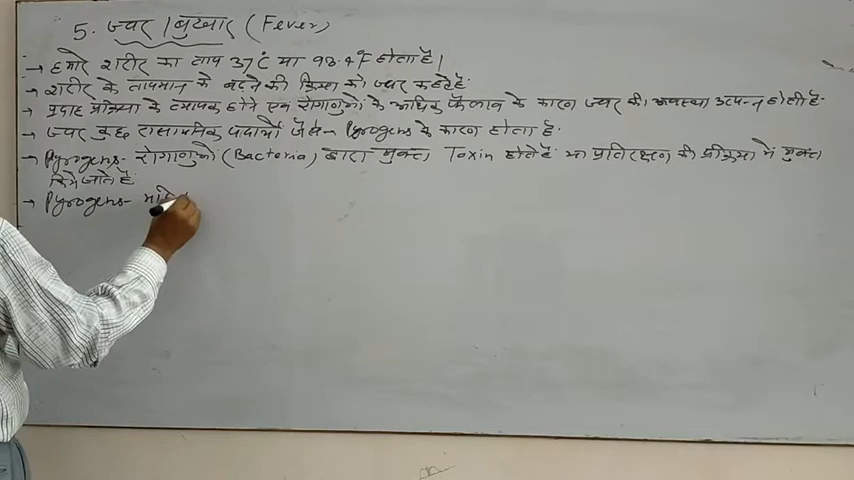 5. ज्वर / बुखार (Fever)
→ हमारे शरीर का ताप 37°C या 98.4°F होता है।
→ शरीर के तापमान के बढ़ने की क्रिया को ज्वर कहते है.
→ प्रदाह प्रक्रिया के व्यापक होने एवं रोगाणुओं के अधिक फैलाव के कारण ज्वर की अवस्था उत्पन्न होती है.
→ ज्वर कुछ रासायनिक पदार्थो जैसे- Pyrogens के कारण होता है.
→ Pyrogens- रोगाणुओं (Bacteria) द्वारा मुक्त Toxin होते है या प्रतिरक्षण की प्रक्रिया में मुक्त
किये जाते है.
→ Pyrogens-